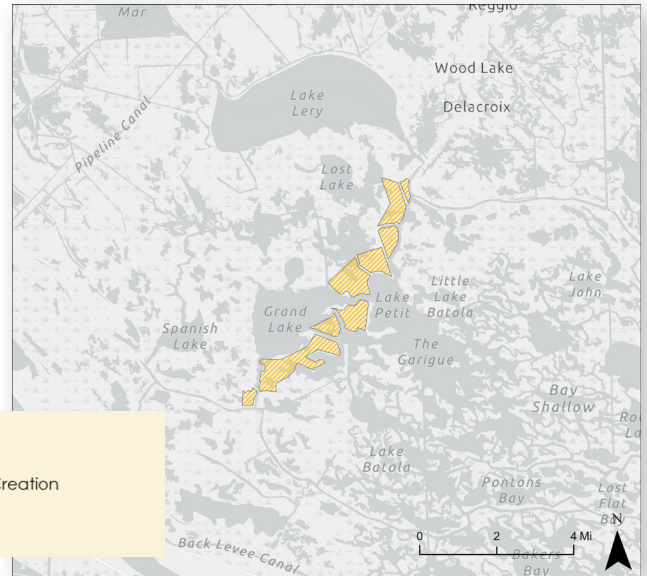 Reggio
Mar
Wood Lake
Delacroix
Lake
Lery
Pipeline Canal
Lost
Lake
Little
Lake
Batola
Lake
John
Lake
Petit
Grand
Lake
Spanish
Lake
The
Garigue
Bay
Shallow
Lake
Batola
Creation
Pontons
Bay
Lost
Flat
N
0 2 4 Mi
Back Levee Canal
Bakers
Bay